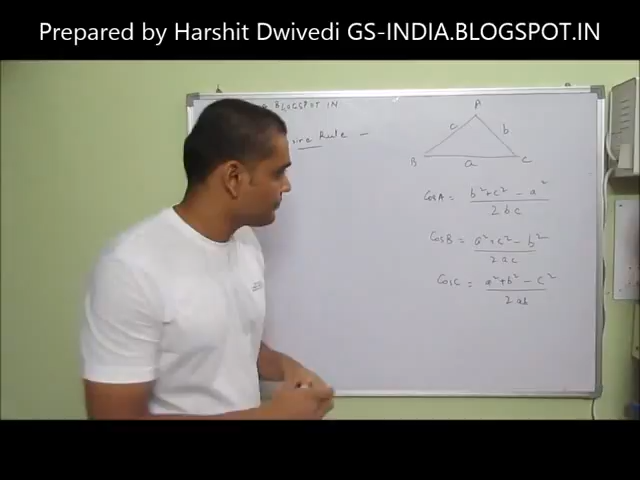 Prepared by Harshit Dwivedi GS-INDIA.BLOGSPOT.IN
BLOGSPOT IN
Rule -
A
c b
B a C
CosA = b²+c² - a²
2bc
CosB = a²+c² - b²
2ac
CosC = a²+b² - c²
2ab